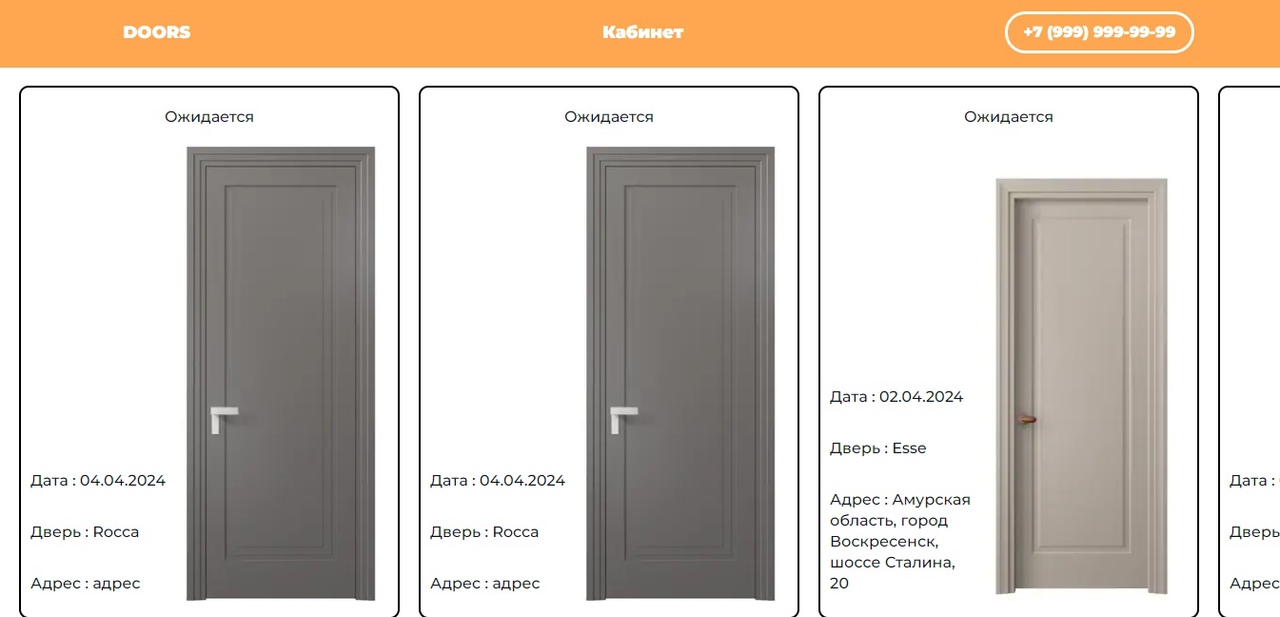 DOORS
Кабинет
+7 (999) 999-99-99
Ожидается
Дата : 04.04.2024
Дверь : Rocca
Адрес : адрес
Ожидается
Дата : 04.04.2024
Дверь : Rocca
Адрес : адрес
Ожидается
Дата : 02.04.2024
Дверь : Esse
Адрес : Амурская
область, город
Воскресенск,
шоссе Сталина,
20
Дата :
Дверь
Адрес